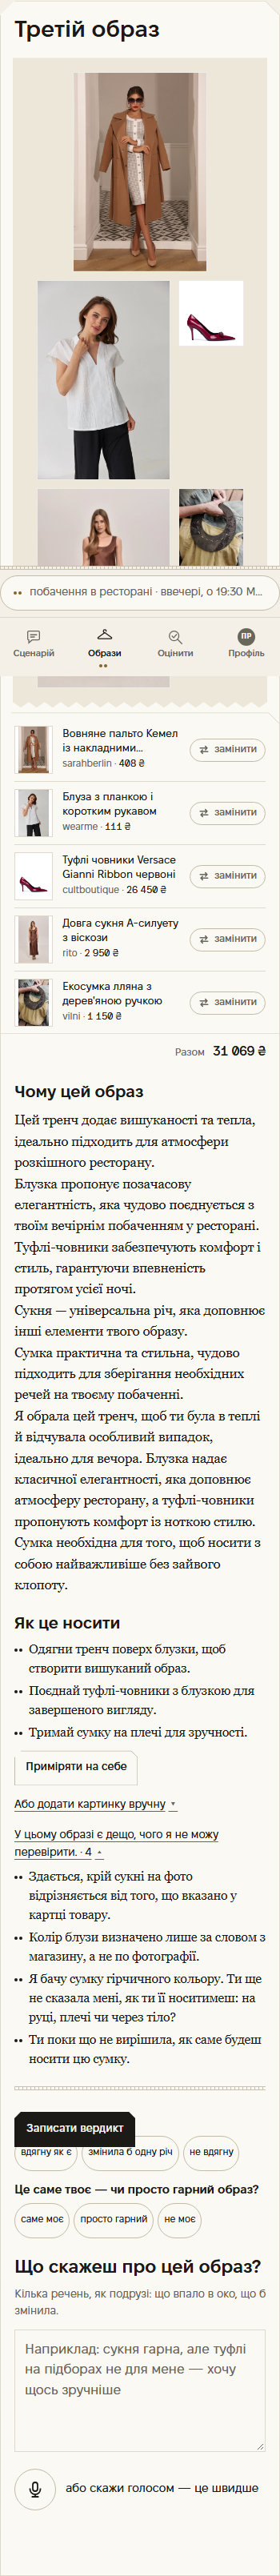 Третій образ
побачення в ресторані · ввечері, о 19:30 М...
Сценарій
Образи
Оцінити
ПР
Профіль
Вовняне пальто Кемел
із накладними...
sarahberlin · 408 ₴
замінити
Блуза з планкою і
коротким рукавом
wearme · 111 ₴
замінити
Туфлі човники Versace
Gianni Ribbon червоні
cultboutique · 26 450 ₴
замінити
Довга сукня А-силуету
з віскози
rito · 2 950 ₴
замінити
Екосумка лляна з
дерев'яною ручкою
vilni · 1 150 ₴
замінити
Разом 31 069 ₴
Чому цей образ
Цей тренч додає вишуканості та тепла,
ідеально підходить для атмосфери
розкішного ресторану.
Блузка пропонує позачасову
елегантність, яка чудово поєднується з
твоїм вечірнім побаченням у ресторані.
Туфлі-човники забезпечують комфорт і
стиль, гарантуючи впевненість
протягом усієї ночі.
Сукня — універсальна річ, яка доповнює
інші елементи твого образу.
Сумка практична та стильна, чудово
підходить для зберігання необхідних
речей на твоєму побаченні.
Я обрала цей тренч, щоб ти була в теплі
й відчувала особливий випадок,
ідеально для вечора. Блузка надає
класичної елегантності, яка доповнює
атмосферу ресторану, а туфлі-човники
пропонують комфорт із ноткою стилю.
Сумка необхідна для того, щоб носити з
собою найважливіше без зайвого
клопоту.
Як це носити
Одягни тренч поверх блузки, щоб
створити вишуканий образ.
Поєднай туфлі-човники з блузкою для
завершеного вигляду.
Тримай сумку на плечі для зручності.
Приміряти на себе
Або додати картинку вручну
У цьому образі є дещо, чого я не можу
перевірити. · 4
Здається, крій сукні на фото
відрізняється від того, що вказано у
картці товару.
Колір блузи визначено лише за словом з
магазину, а не по фотографії.
Я бачу сумку гірчичного кольору. Ти ще
не сказала мені, як ти її носитимеш: на
руці, плечі чи через тіло?
Ти поки що не вирішила, як саме будеш
носити цю сумку.
Записати вердикт
вдягну як є
змінила б одну річ
не вдягну
Це саме твоє — чи просто гарний образ?
саме моє
просто гарний
не моє
Що скажеш про цей образ?
Кілька речень, як подрузі: що впало в око, що б
змінила.
Наприклад: сукня гарна, але туфлі
на підборах не для мене — хочу
щось зручніше
або скажи голосом — це швидше